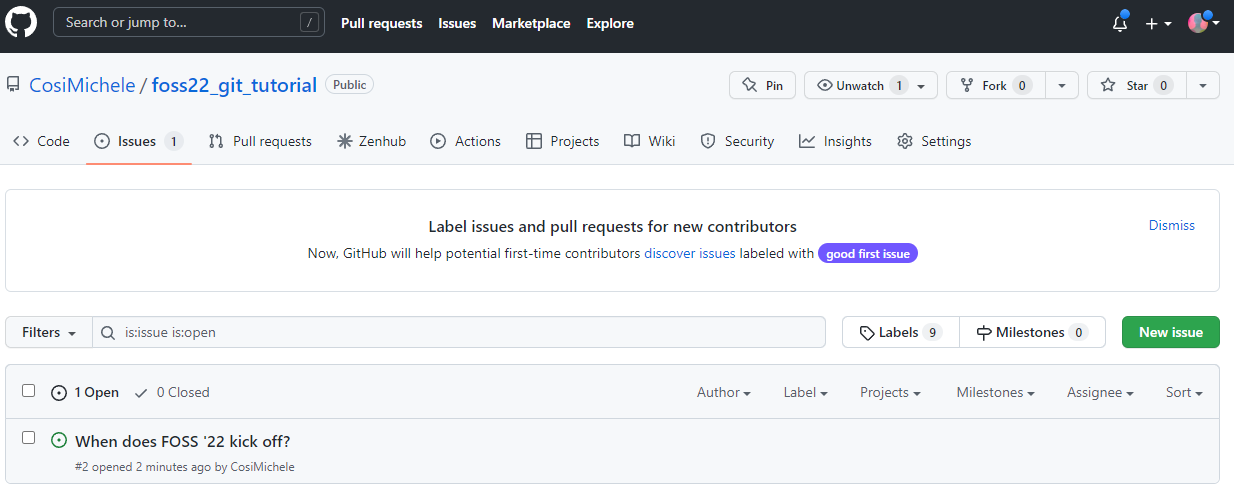 Search or jump to... / Pull requests Issues Marketplace Explore
CosiMichele / foss22_git_tutorial Public Pin Unwatch 1 Fork 0 Star 0
Code Issues 1 Pull requests Zenhub Actions Projects Wiki Security Insights Settings
Label issues and pull requests for new contributors
Dismiss
Now, GitHub will help potential first-time contributors discover issues labeled with good first issue
Filters is:issue is:open Labels 9 Milestones 0 New issue
1 Open 0 Closed Author Label Projects Milestones Assignee Sort
When does FOSS '22 kick off?
#2 opened 2 minutes ago by CosiMichele